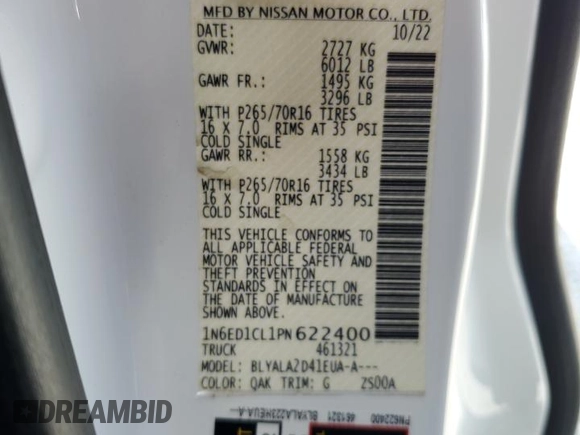 MFD BY NISSAN MOTOR CO., LTD.
DATE: 10/22
GVWR: 2727 KG
6012 LB
GAWR FR.: 1495 KG
3296 LB
WITH P265/70R16 TIRES
16 X 7.0 RIMS AT 35 PSI
COLD SINGLE
GAWR RR.: 1558 KG
3434 LB
WITH P265/70R16 TIRES
16 X 7.0 RIMS AT 35 PSI
COLD SINGLE
THIS VEHICLE CONFORMS TO
ALL APPLICABLE FEDERAL
MOTOR VEHICLE SAFETY AND
THEFT PREVENTION
STANDARDS IN EFFECT ON
THE DATE OF MANUFACTURE
SHOWN ABOVE.
1N6ED1CL1PN622400
TRUCK 461321
MODEL: BLYALA2D41EUA-A---
COLOR: QAK TRIM: G 2S00A
PN622400 461321
DREAMBID